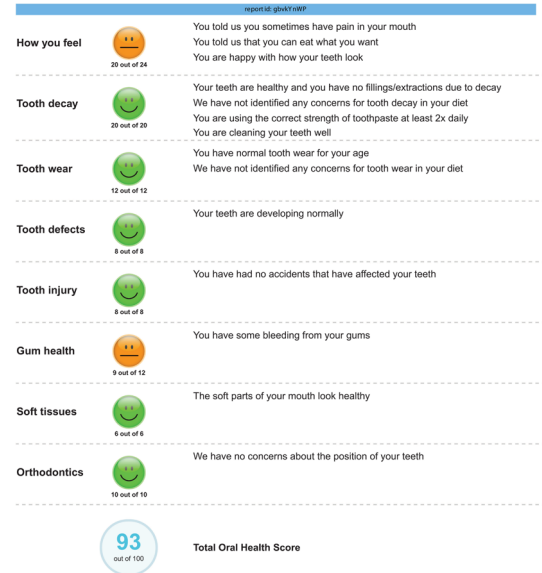 report id: gbvkYnWP
How you feel
20 out of 24
You told us you sometimes have pain in your mouth
You told us that you can eat what you want
You are happy with how your teeth look
Tooth decay
20 out of 20
Your teeth are healthy and you have no fillings/extractions due to decay
We have not identified any concerns for tooth decay in your diet
You are using the correct strength of toothpaste at least 2x daily
You are cleaning your teeth well
Tooth wear
12 out of 12
You have normal tooth wear for your age
We have not identified any concerns for tooth wear in your diet
Tooth defects
8 out of 8
Your teeth are developing normally
Tooth injury
8 out of 8
You have had no accidents that have affected your teeth
Gum health
9 out of 12
You have some bleeding from your gums
Soft tissues
6 out of 6
The soft parts of your mouth look healthy
Orthodontics
10 out of 10
We have no concerns about the position of your teeth
93
out of 100
Total Oral Health Score